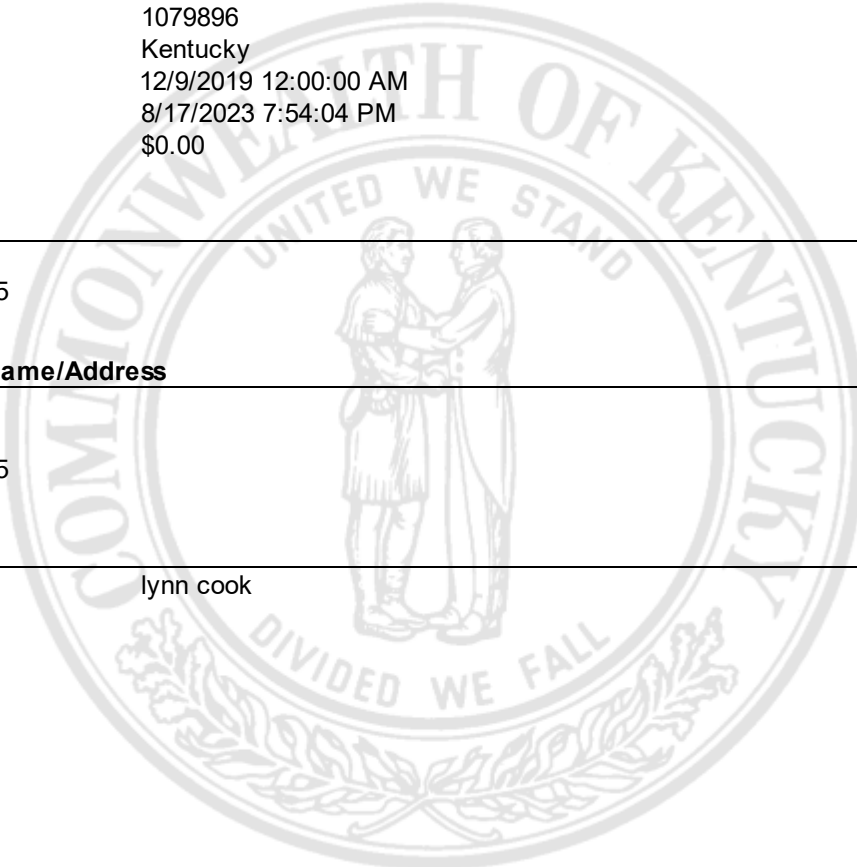 1079896
Kentucky
12/9/2019 12:00:00 AM
8/17/2023 7:54:04 PM
$0.00
COMMONWEALTH OF KENTUCKY
UNITED WE STAND
5
ame/Address
5
lynn cook
DIVIDED WE FALL